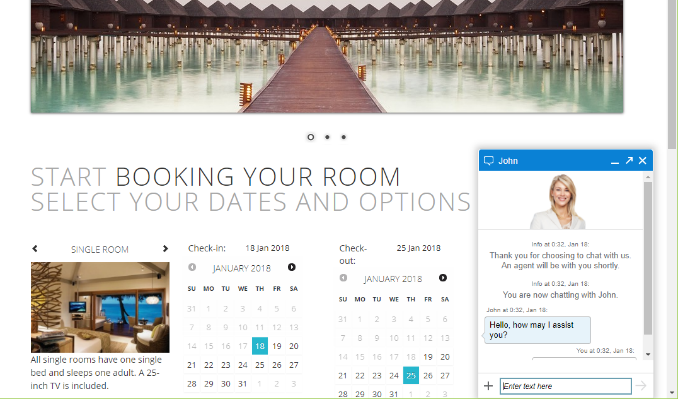 START BOOKING YOUR ROOM
SELECT YOUR DATES AND OPTIONS
SINGLE ROOM
All single rooms have one single
bed and sleeps one adult. A 25-
inch TV is included.
Check-in: 18 Jan 2018
JANUARY 2018
SU MO TU WE TH FR SA
31 1 2 3 4 5 6
7 8 9 10 11 12 13
14 15 16 17 18 19 20
21 22 23 24 25 26 27
28 29 30 31 1 2 3
Check-
out: 25 Jan 2018
JANUARY 2018
SU MO TU WE TH FR SA
31 1 2 3 4 5 6
7 8 9 10 11 12 13
14 15 16 17 18 19 20
21 22 23 24 25 26 27
28 29 30 31 1 2 3
John
Info at 0:32, Jan 18:
Thank you for choosing to chat with us.
An agent will be with you shortly.
Info at 0:32, Jan 18:
You are now chatting with John.
John at 0:32, Jan 18:
Hello, how may I assist
you?
You at 0:32, Jan 18:
Enter text here